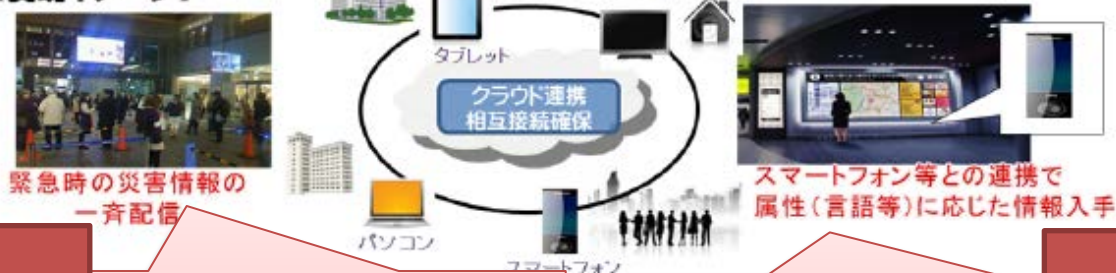 緊急時の災害情報の
一斉配信
タブレット
クラウド連携
相互接続確保
パソコン
スマートフォン
スマートフォン等との連携で
属性(言語等)に応じた情報入手